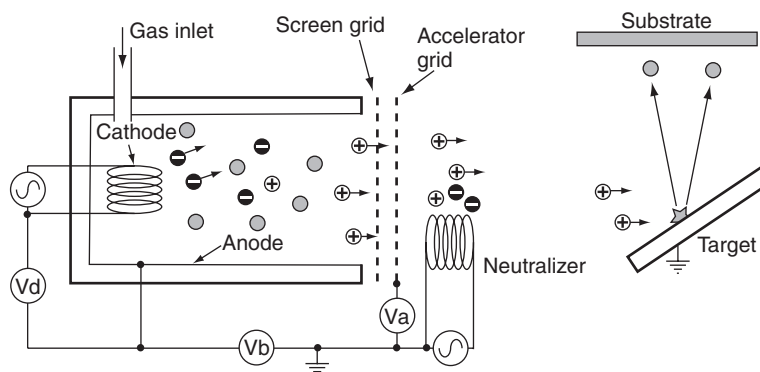 Gas inlet
Screen grid
Accelerator
grid
Substrate
Cathode
Anode
Neutralizer
Target
Vd
Va
Vb